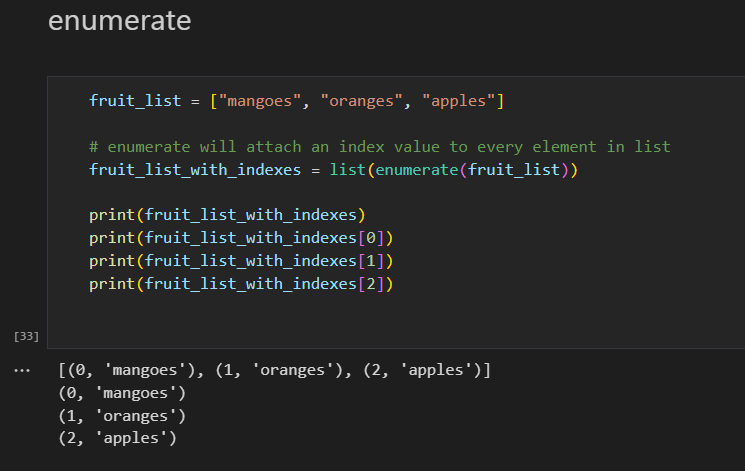 enumerate
fruit_list = ["mangoes", "oranges", "apples"]
# enumerate will attach an index value to every element in list
fruit_list_with_indexes = list(enumerate(fruit_list))
print(fruit_list_with_indexes)
print(fruit_list_with_indexes[0])
print(fruit_list_with_indexes[1])
print(fruit_list_with_indexes[2])
[33]
... [(0, 'mangoes'), (1, 'oranges'), (2, 'apples')]
(0, 'mangoes')
(1, 'oranges')
(2, 'apples')